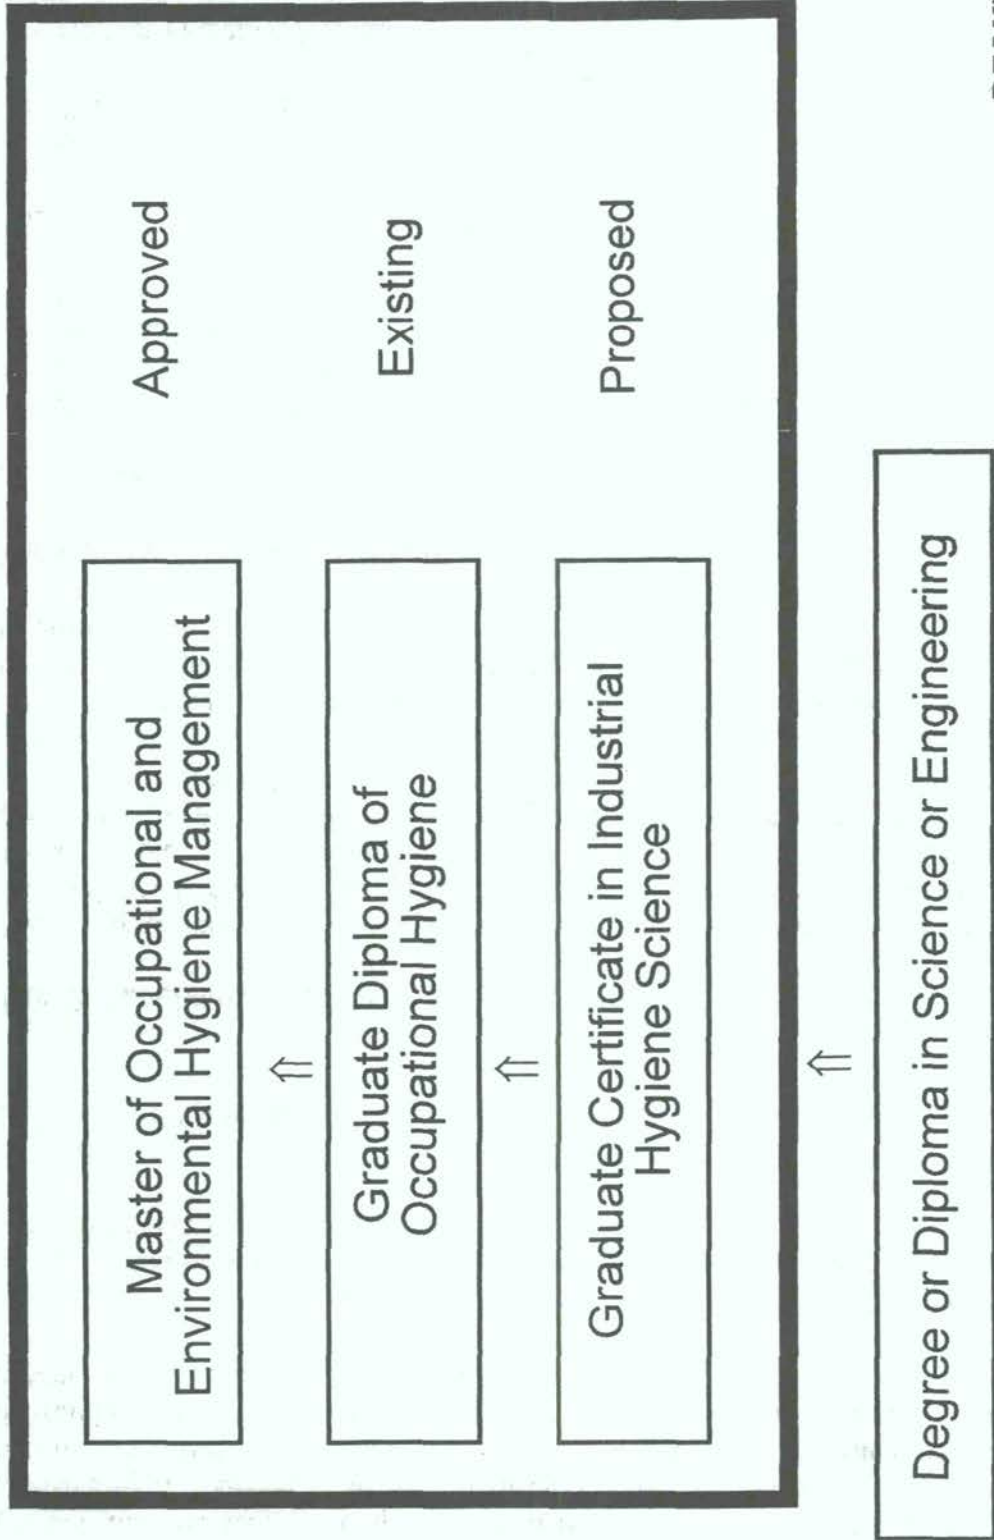 Master of Occupational and
Environmental Hygiene Management
Approved
⇑
Graduate Diploma of
Occupational Hygiene
Existing
⇑
Graduate Certificate in Industrial
Hygiene Science
Proposed
⇑
Degree or Diploma in Science or Engineering